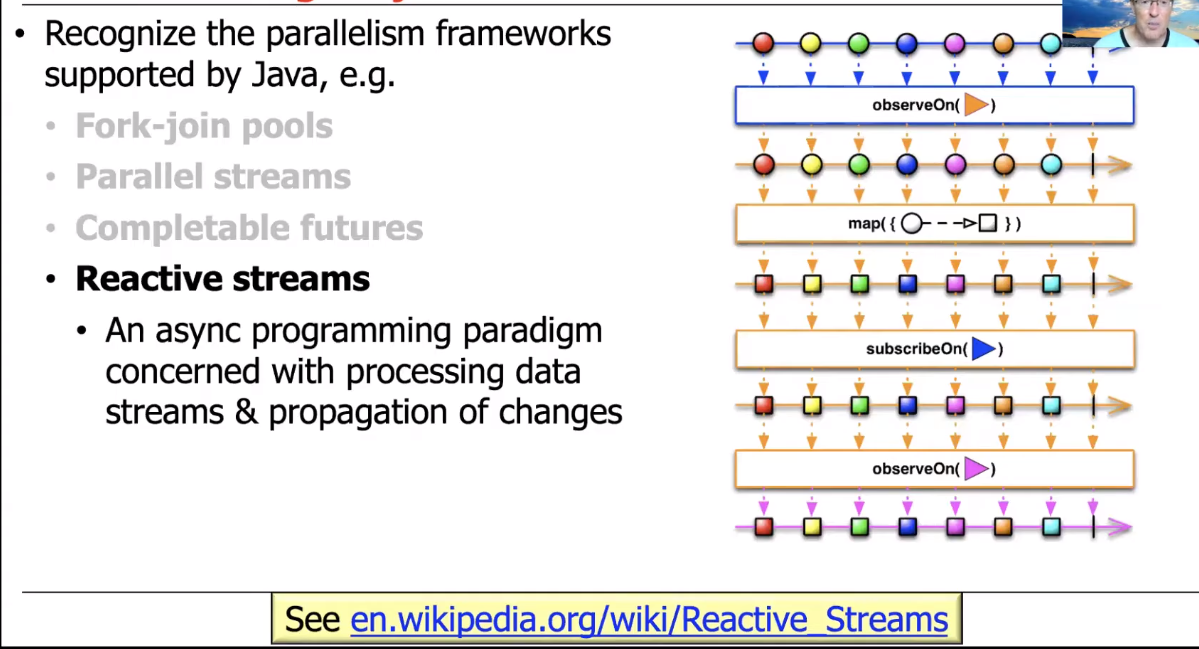 • Recognize the parallelism frameworks
supported by Java, e.g.
• Fork-join pools
• Parallel streams
• Completable futures
• Reactive streams
• An async programming paradigm
concerned with processing data
streams & propagation of changes
observeOn( )
map({ })
subscribeOn( )
observeOn( )
See en.wikipedia.org/wiki/Reactive_Streams